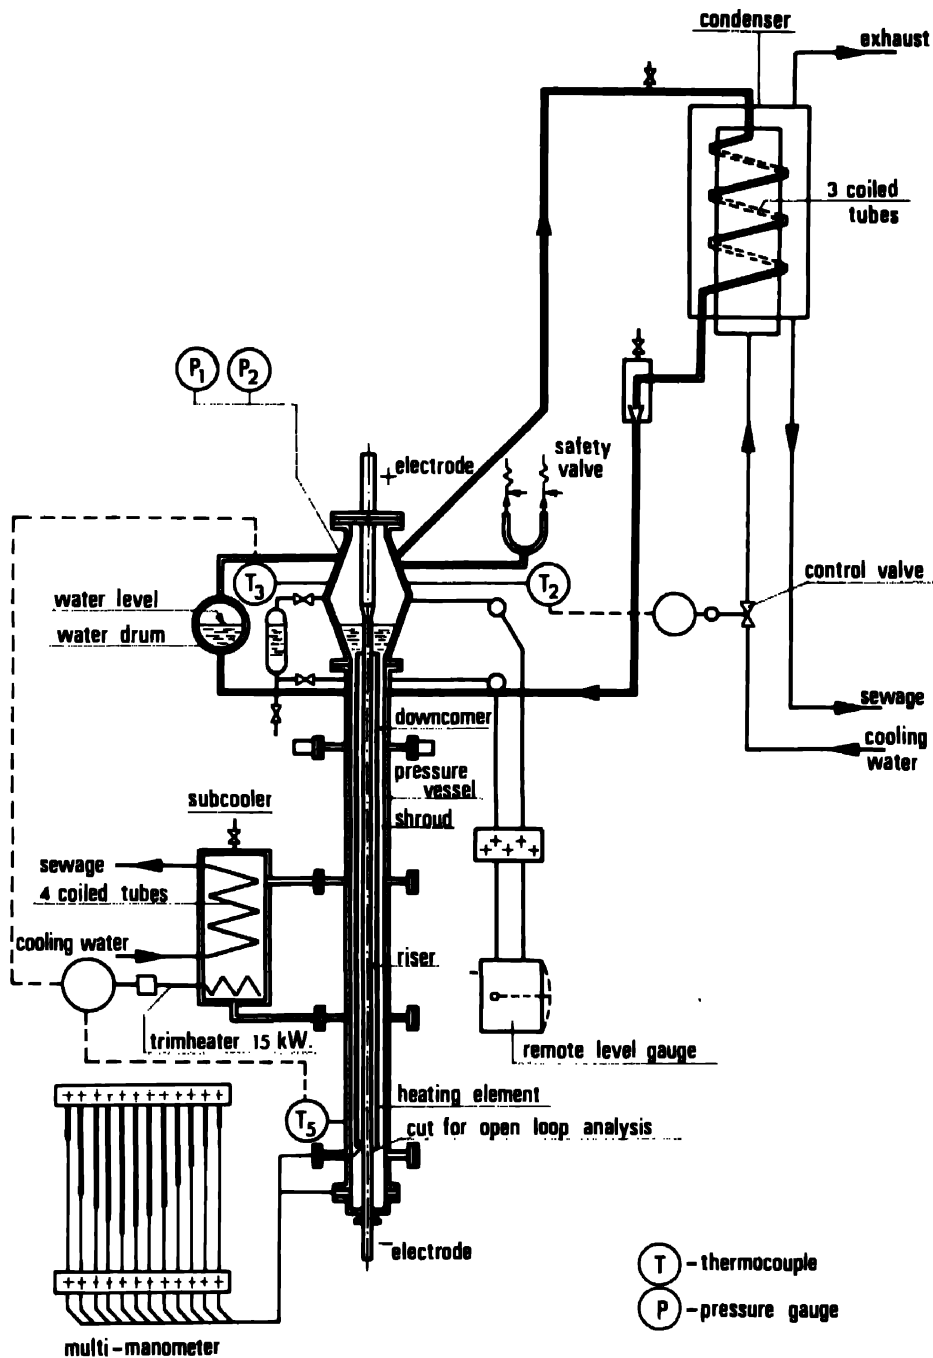 condenser
exhaust
3 coiled
tubes
P1
P2
+electrode
safety
valve
T3
T2
control valve
water level
water drum
sewage
cooling
water
downcomer
pressure
vessel
shroud
subcooler
sewage
4 coiled tubes
cooling water
riser
trimheater 15 kW.
remote level gauge
heating element
T5
cut for open loop analysis
-electrode
T - thermocouple
P - pressure gauge
multi-manometer